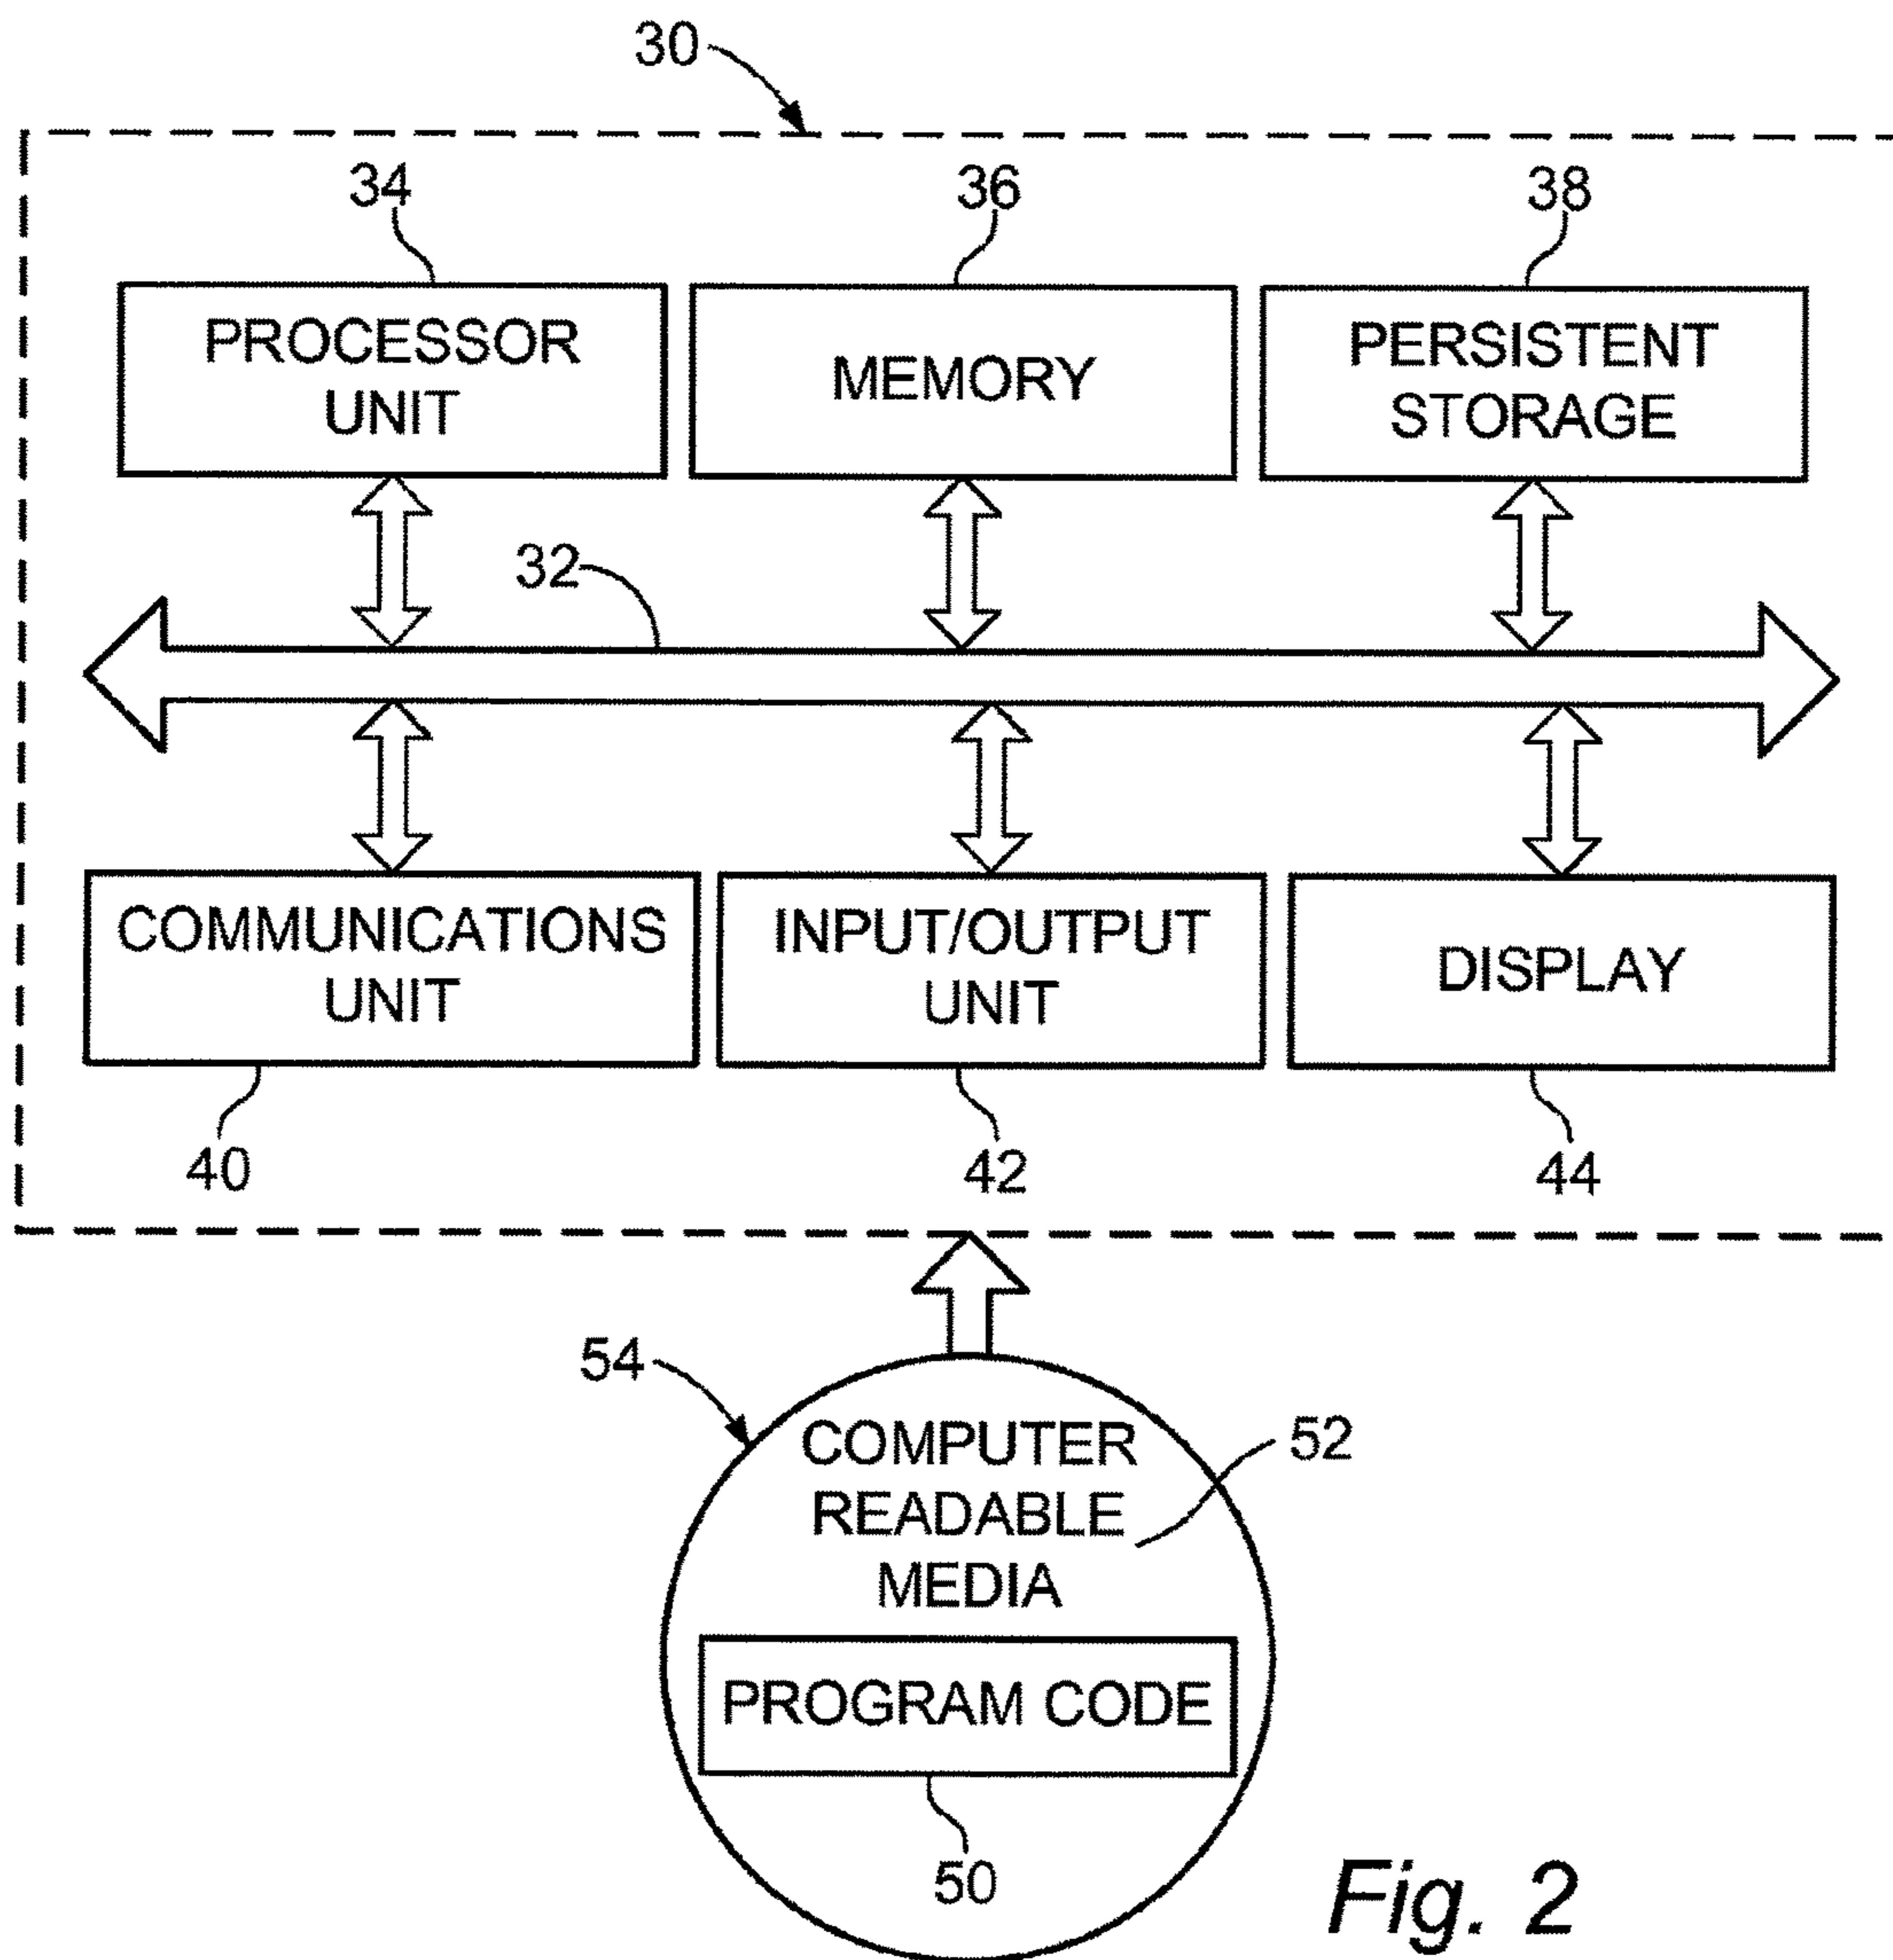 30
34
36
38
PROCESSOR
UNIT
MEMORY
PERSISTENT
STORAGE
32
COMMUNICATIONS
UNIT
INPUT/OUTPUT
UNIT
DISPLAY
40
42
44
54
COMPUTER
READABLE
MEDIA
52
PROGRAM CODE
50
Fig. 2